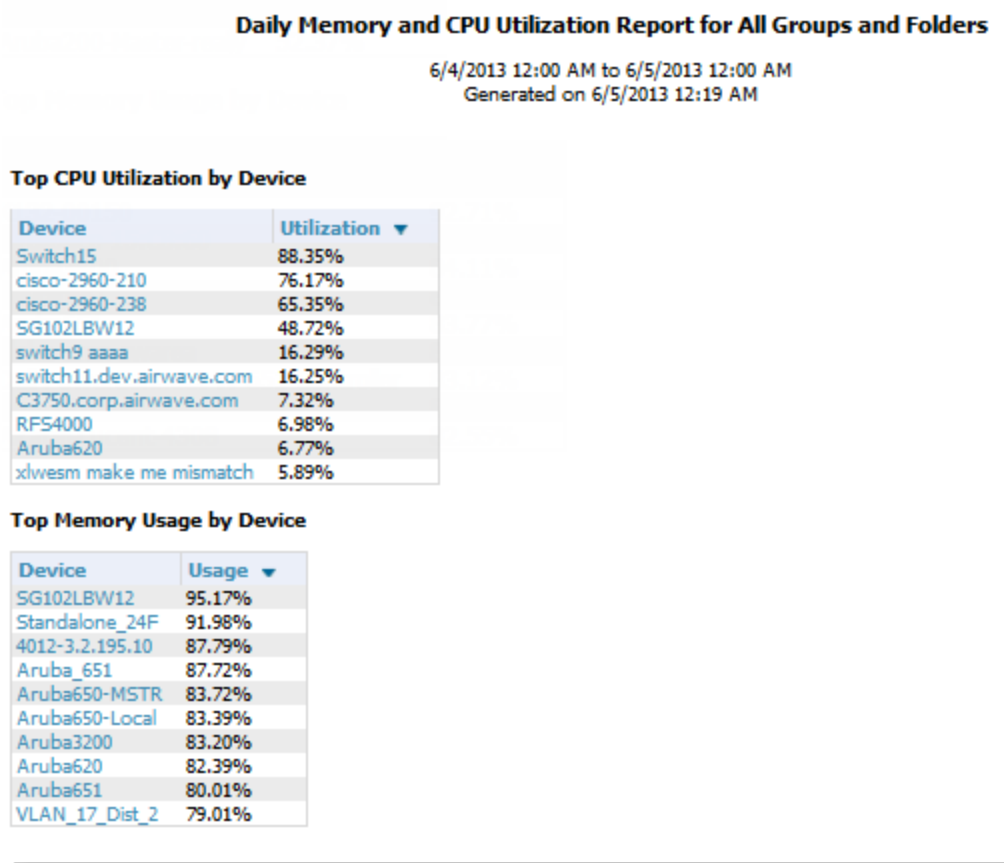 Daily Memory and CPU Utilization Report for All Groups and Folders
6/4/2013 12:00 AM to 6/5/2013 12:00 AM
Generated on 6/5/2013 12:19 AM
Top CPU Utilization by Device
Device Utilization ▼
Switch15 88.35%
cisco-2960-210 76.17%
cisco-2960-238 65.35%
SG102LBW12 48.72%
switch9 aaaa 16.29%
switch11.dev.airwave.com 16.25%
C3750.corp.airwave.com 7.32%
RFS4000 6.98%
Aruba620 6.77%
xlwesm make me mismatch 5.89%
Top Memory Usage by Device
Device Usage ▼
SG102LBW12 95.17%
Standalone_24F 91.98%
4012-3.2.195.10 87.79%
Aruba_651 87.72%
Aruba650-MSTR 83.72%
Aruba650-Local 83.39%
Aruba3200 83.20%
Aruba620 82.39%
Aruba651 80.01%
VLAN_17_Dist_2 79.01%